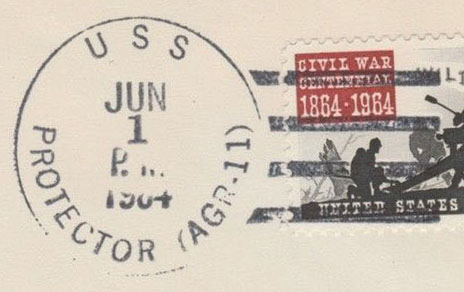 USS
JUN
1
P.M.
1964
PROTECTOR (AGR-11)
CIVIL WAR
CENTENNIAL
1864·1964
UNITED STATES